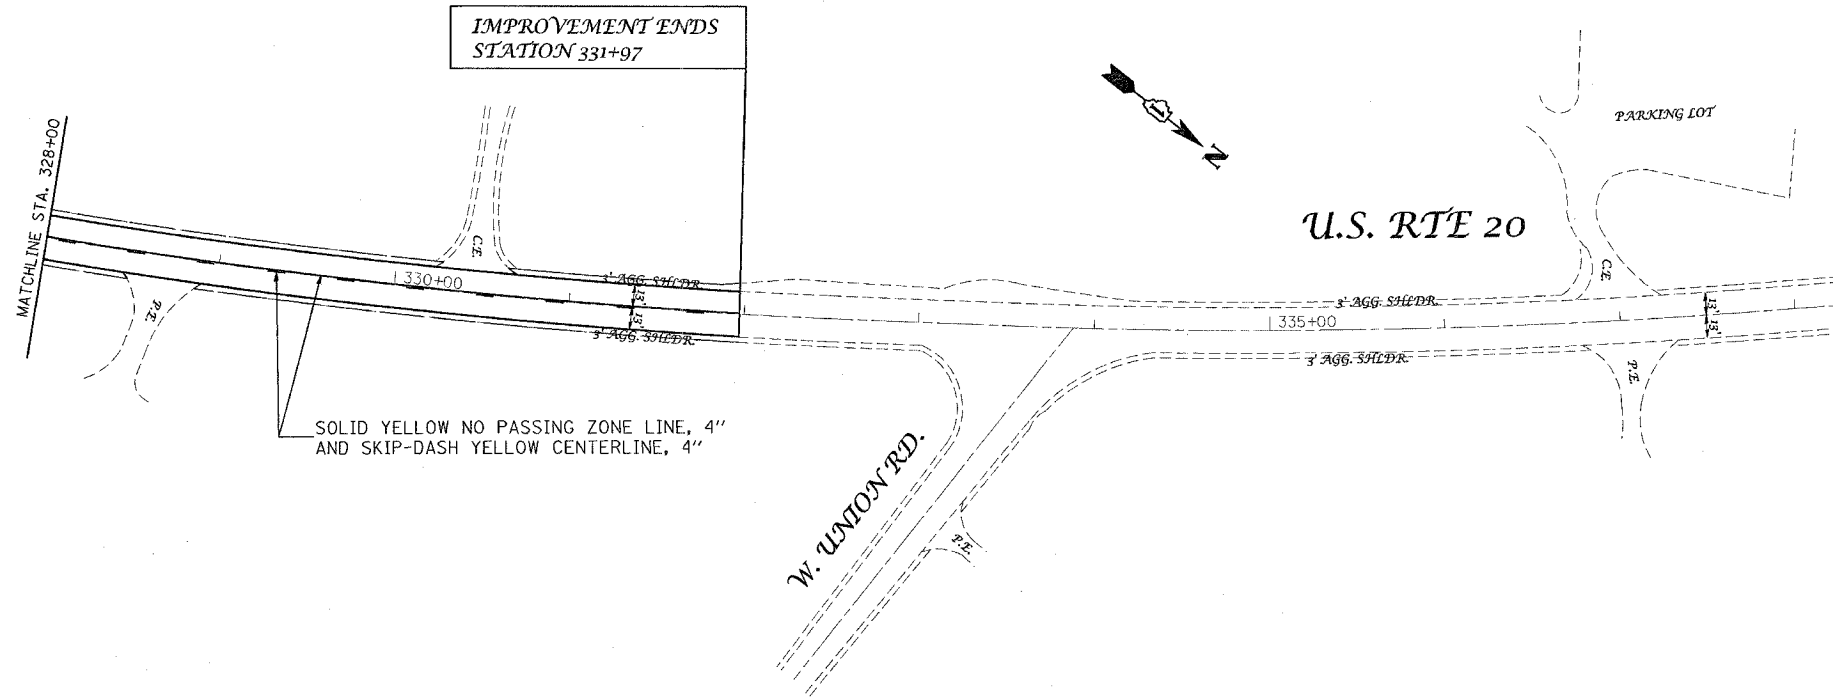 IMPROVEMENT ENDS
STATION 331+97
MATCHLINE STA. 328+00
PARKING LOT
U.S. RTE 20
C.E.
C.E.
330+00
3' AGG. SHLDR.
13'
13'
3' AGG. SHLDR.
3' AGG. SHLDR.
335+00
3' AGG. SHLDR.
13'
13'
P.E.
P.E.
SOLID YELLOW NO PASSING ZONE LINE, 4"
AND SKIP-DASH YELLOW CENTERLINE, 4"
W. UNION RD.
P.E.
N